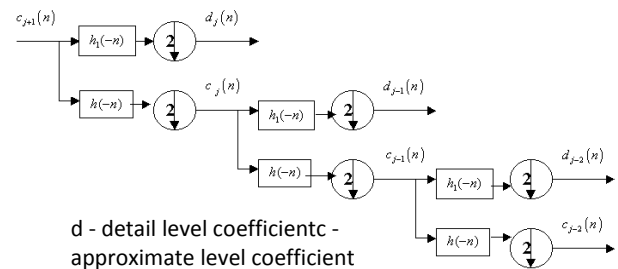 c_{j+1}(n)
d_j(n)
h_1(−n)
2
c_j(n)
d_{j−1}(n)
h(−n)
2
h_1(−n)
2
c_{j−1}(n)
d_{j−2}(n)
h(−n)
2
h_1(−n)
2
c_{j−2}(n)
h(−n)
2
d - detail level coefficientc -
approximate level coefficient